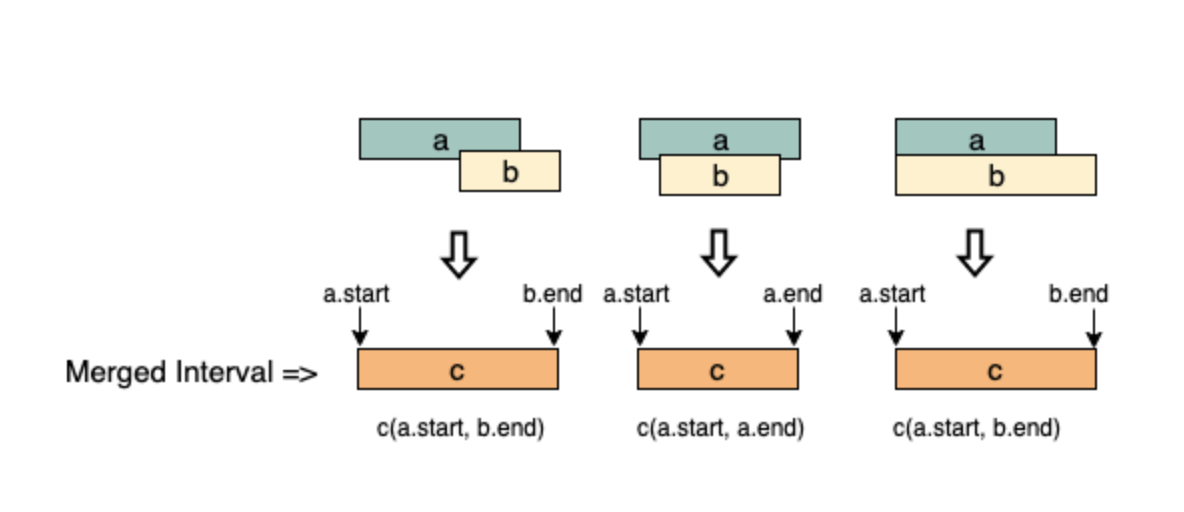 a
b
a
b
a
b
a.start
b.end
a.start
a.end
a.start
b.end
Merged Interval =>
c
c
c
c(a.start, b.end)
c(a.start, a.end)
c(a.start, b.end)